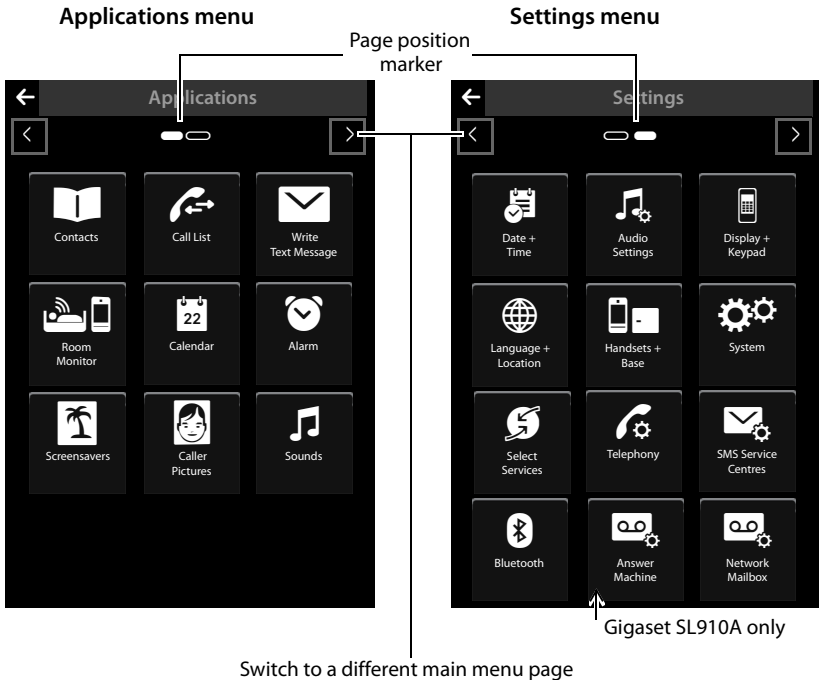 Applications menu
Settings menu
Page position
marker
Applications
Settings
Contacts
Call List
Write
Text Message
Room
Monitor
22
Calendar
Alarm
Screensavers
Caller
Pictures
Sounds
Date +
Time
Audio
Settings
Display +
Keypad
Language +
Location
Handsets +
Base
System
Select
Services
Telephony
SMS Service
Centres
Bluetooth
Answer
Machine
Network
Mailbox
Gigaset SL910A only
Switch to a different main menu page